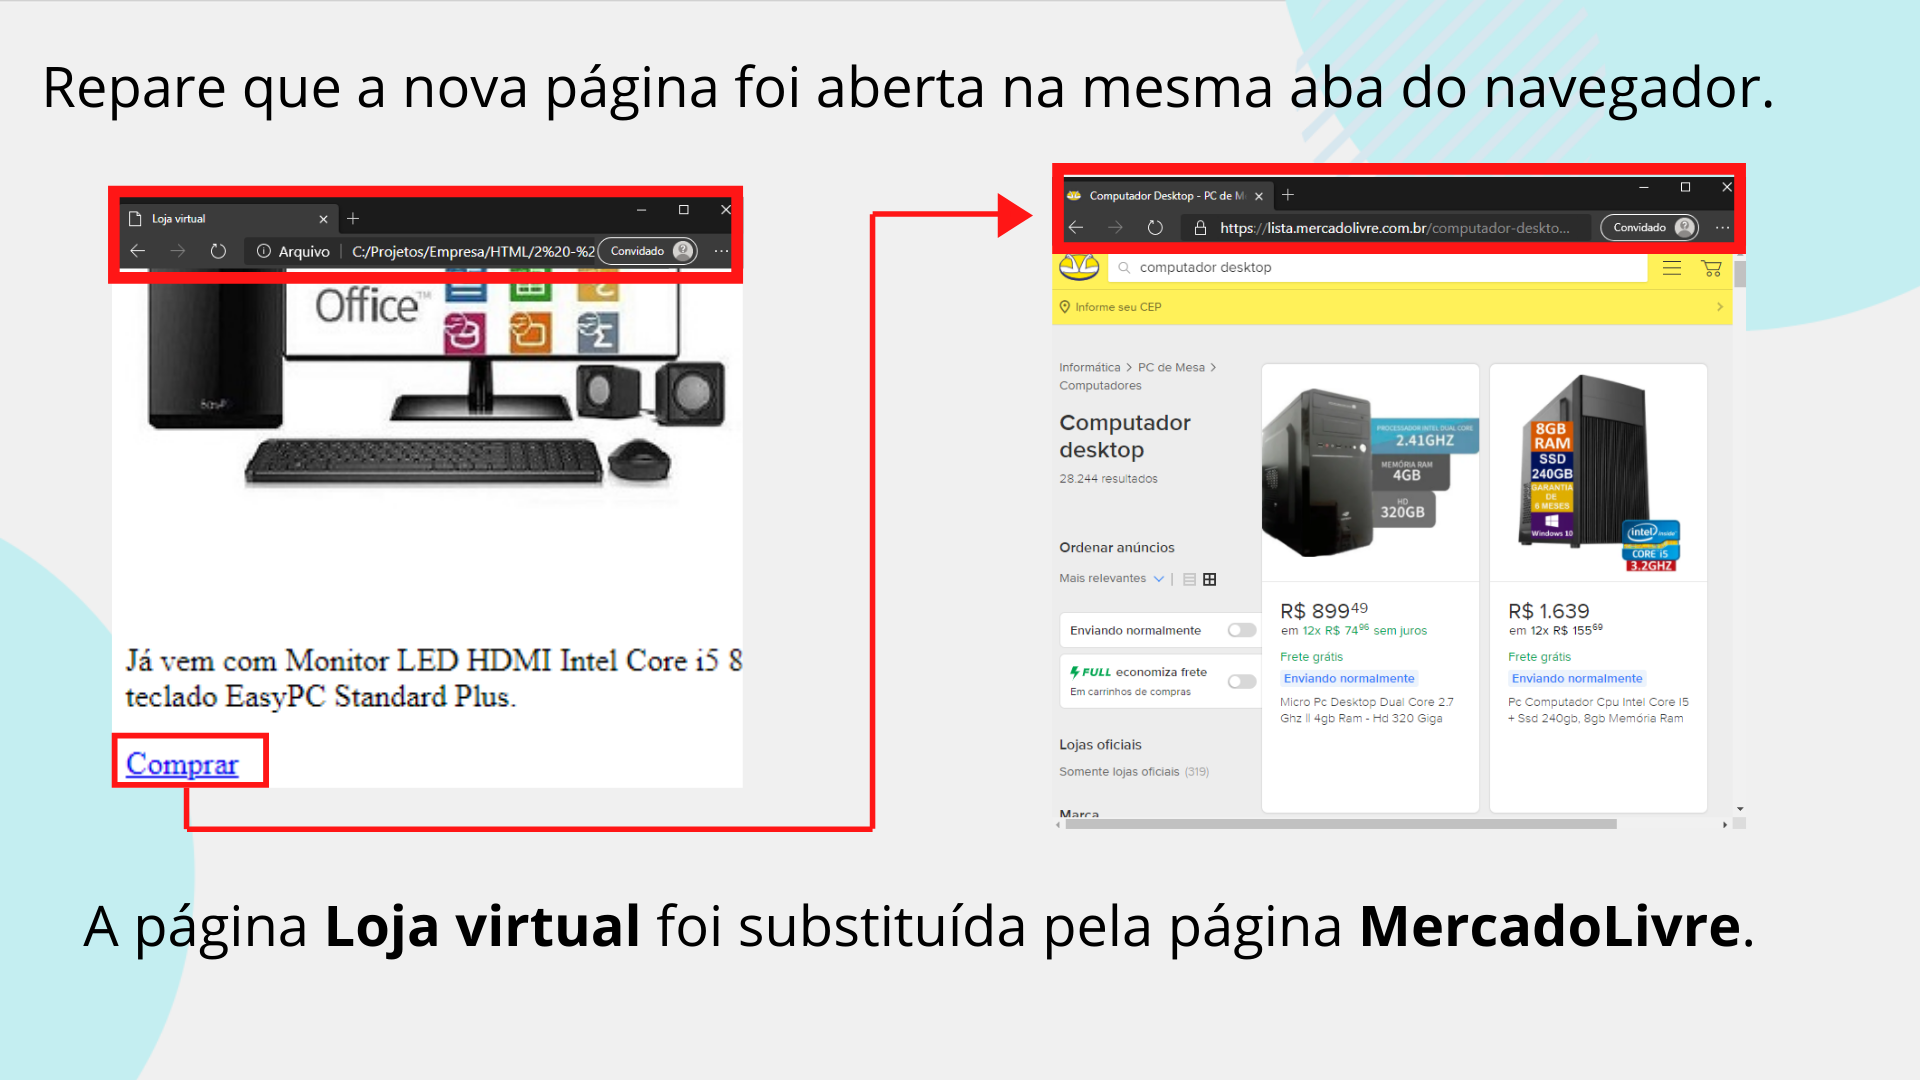 Repare que a nova página foi aberta na mesma aba do navegador.
Loja virtual
Arquivo | C:/Projetos/Empresa/HTML/2%20-%2
Convidado
Office™
EasyPC
Já vem com Monitor LED HDMI Intel Core i5 8
teclado EasyPC Standard Plus.
Comprar
Computador Desktop - PC de M
https://lista.mercadolivre.com.br/computador-deskto...
Convidado
computador desktop
Informe seu CEP
Informática > PC de Mesa >
Computadores
Computador
desktop
28.244 resultados
Ordenar anúncios
Mais relevantes
Enviando normalmente
FULL economiza frete
Em carrinhos de compras
Lojas oficiais
Somente lojas oficiais (319)
Marca
PROCESSADOR INTEL DUAL CORE
2.41GHZ
MEMÓRIA RAM
4GB
HD
320GB
R$ 899 49
em 12x R$ 74 96 sem juros
Frete grátis
Enviando normalmente
Micro Pc Desktop Dual Core 2.7
Ghz ll 4gb Ram - Hd 320 Giga
8GB
RAM
SSD
240GB
GARANTIA
DE
6 MESES
Windows 10
intel inside
CORE i5
3.2GHZ
R$ 1.639
em 12x R$ 155 69
Frete grátis
Enviando normalmente
Pc Computador Cpu Intel Core I5
+ Ssd 240gb, 8gb Memória Ram
A página Loja virtual foi substituída pela página MercadoLivre.